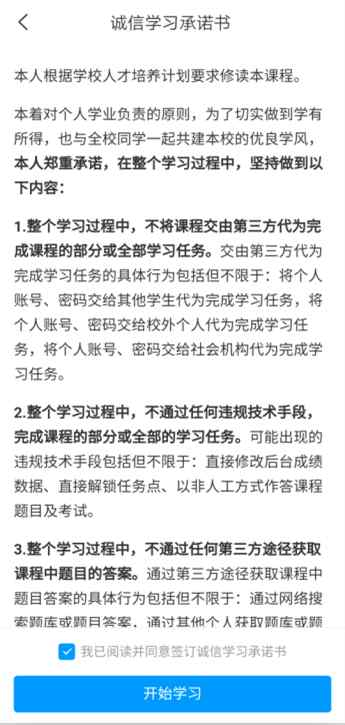 诚信学习承诺书
本人根据学校人才培养计划要求修读本课程。
本着对个人学业负责的原则，为了切实做到学有
所得，也与全校同学一起共建本校的优良学风，
本人郑重承诺，在整个学习过程中，坚持做到以
下内容：
1.整个学习过程中，不将课程交由第三方代为完
成课程的部分或全部学习任务。交由第三方代为
完成学习任务的具体行为包括但不限于：将个人
账号、密码交给其他学生代为完成学习任务，将
个人账号、密码交给校外个人代为完成学习任
务，将个人账号、密码交给社会机构代为完成学
习任务。
2.整个学习过程中，不通过任何违规技术手段，
完成课程的部分或全部的学习任务。可能出现的
违规技术手段包括但不限于：直接修改后台成绩
数据、直接解锁任务点、以非人工方式作答课程
题目及考试。
3.整个学习过程中，不通过任何第三方途径获取
课程中题目的答案。通过第三方途径获取课程中
题目答案的具体行为包括但不限于：通过网络搜
索题库或题目答案，通过其他个人获取题库或题
我已阅读并同意签订诚信学习承诺书
开始学习